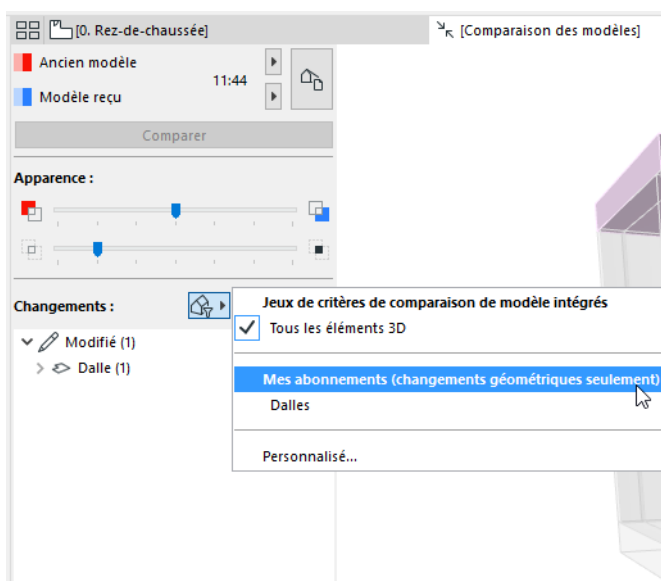 [0. Rez-de-chaussée]
[Comparaison des modèles]
Ancien modèle
11:44
Modèle reçu
Comparer
Apparence :
Changements :
Jeux de critères de comparaison de modèle intégrés
Tous les éléments 3D
Modifié (1)
Dalle (1)
Mes abonnements (changements géométriques seulement)
Dalles
Personnalisé...